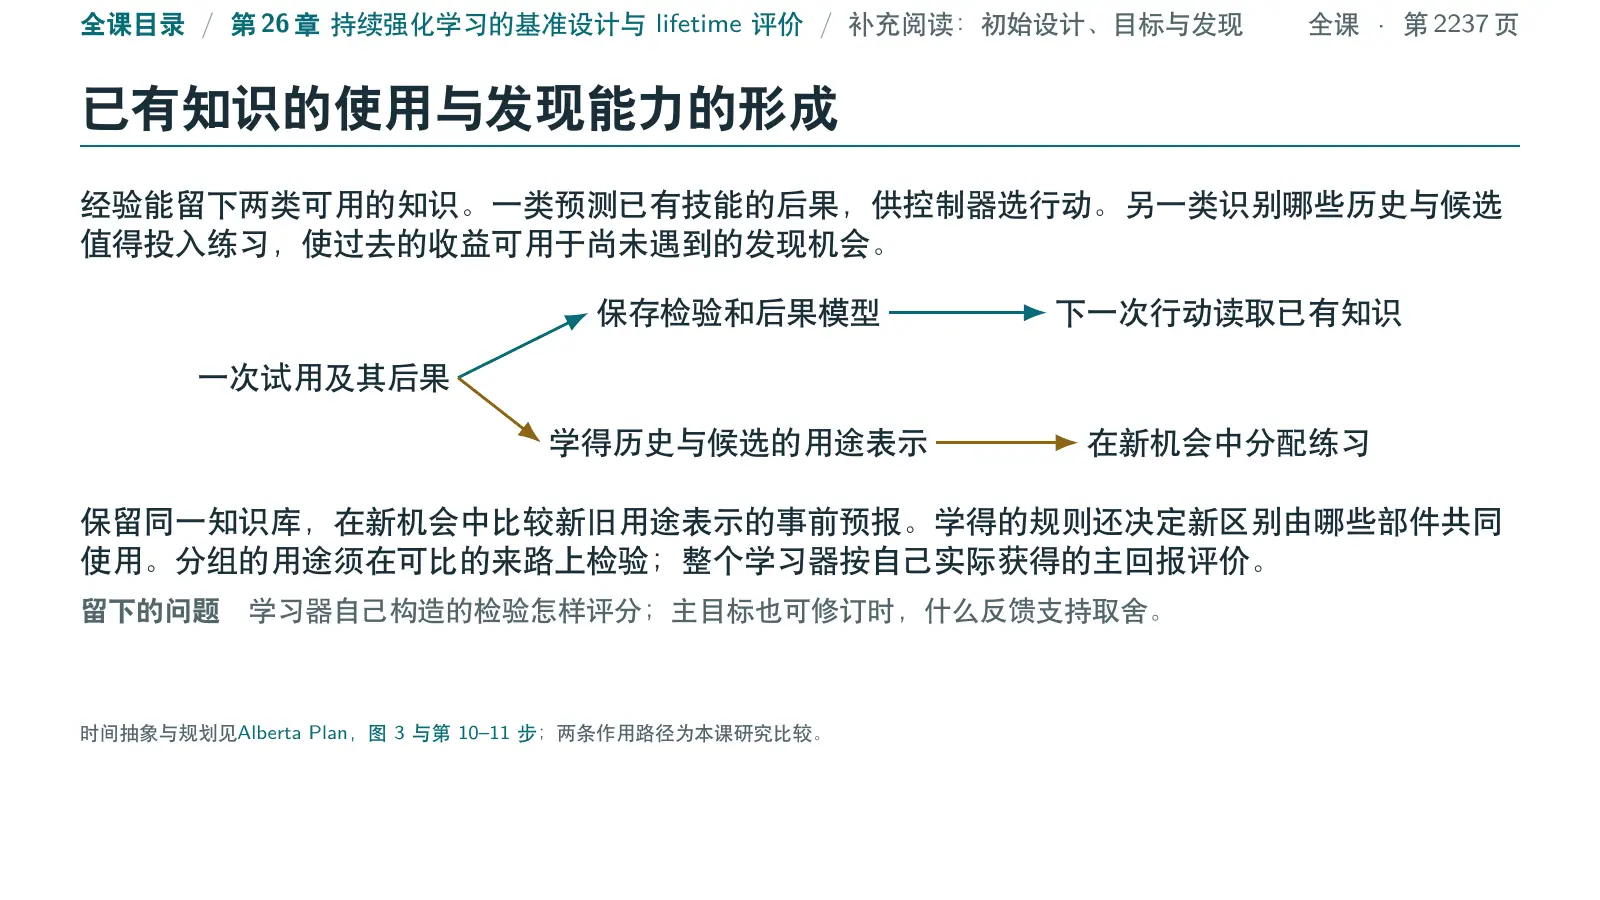 全课目录 / 第 26 章 持续强化学习的基准设计与 lifetime 评价 / 补充阅读：初始设计、目标与发现 全课 · 第 2237 页
已有知识的使用与发现能力的形成
经验能留下两类可用的知识。一类预测已有技能的后果，供控制器选行动。另一类识别哪些历史与候选
值得投入练习，使过去的收益可用于尚未遇到的发现机会。
保存检验和后果模型 下一次行动读取已有知识
一次试用及其后果
学得历史与候选的用途表示 在新机会中分配练习
保留同一知识库，在新机会中比较新旧用途表示的事前预报。学得的规则还决定新区别由哪些部件共同
使用。分组的用途须在可比的来路上检验；整个学习器按自己实际获得的主回报评价。
留下的问题 学习器自己构造的检验怎样评分；主目标也可修订时，什么反馈支持取舍。
时间抽象与规划见Alberta Plan，图 3 与第 10–11 步；两条作用路径为本课研究比较。